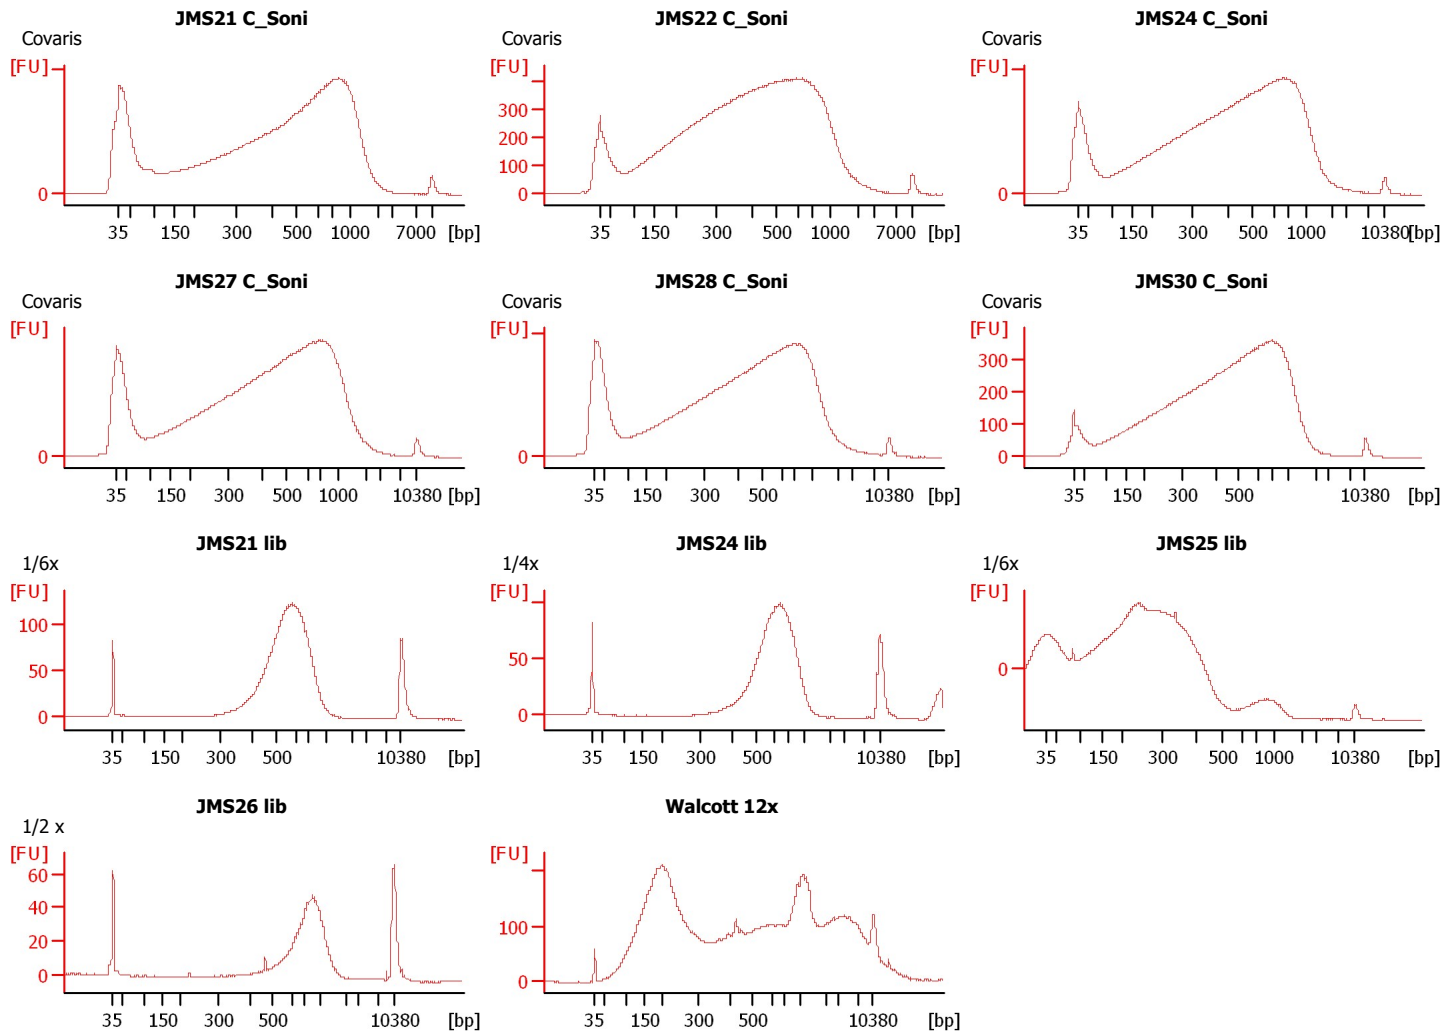 JMS21 C_Soni
Covaris
[FU]
0
35 150 300 500 1000 7000 [bp]
JMS22 C_Soni
Covaris
[FU]
300
200
100
0
35 150 300 500 1000 7000 [bp]
JMS24 C_Soni
Covaris
[FU]
0
35 150 300 500 1000 10380 [bp]
JMS27 C_Soni
Covaris
[FU]
0
35 150 300 500 1000 10380 [bp]
JMS28 C_Soni
Covaris
[FU]
0
35 150 300 500 10380 [bp]
JMS30 C_Soni
Covaris
[FU]
300
200
100
0
35 150 300 500 10380 [bp]
JMS21 lib
1/6x
[FU]
100
50
0
35 150 300 500 10380 [bp]
JMS24 lib
1/4x
[FU]
50
0
35 150 300 500 10380 [bp]
JMS25 lib
1/6x
[FU]
0
35 150 300 500 1000 10380 [bp]
JMS26 lib
1/2 x
[FU]
60
40
20
0
35 150 300 500 10380 [bp]
Walcott 12x
[FU]
100
0
35 150 300 500 10380 [bp]